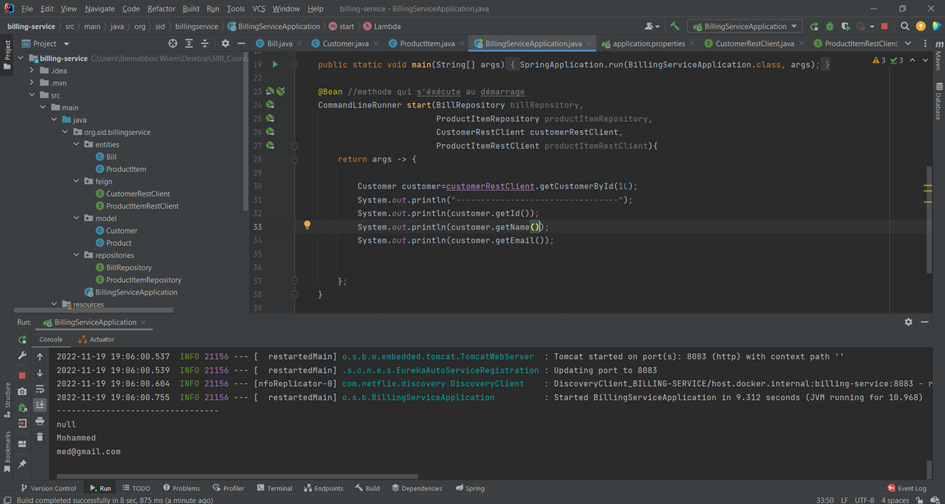 File Edit View Navigate Code Refactor Build Run Tools VCS Window Help billing-service - BillingServiceApplication.java
billing-service src main java org sid billingservice BillingServiceApplication start Lambda BillingServiceApplication
Project Bill.java Customer.java ProductItem.java BillingServiceApplication.java application.properties CustomerRestClient.java ProductItemRestClient
billing-service C:\Users\Bennabbou Wiam\Desktop\5IIR_Cours
.idea
.mvn
src
main
java
org.sid.billingservice
entities
Bill
ProductItem
feign
CustomerRestClient
ProductItemRestClient
model
Customer
Product
repositories
BillRepository
ProductItemRepository
BillingServiceApplication
resources
19 public static void main(String[] args) { SpringApplication.run(BillingServiceApplication.class, args); }
22
23 @Bean //methode qui s'éxécute au démarrage
24 CommandLineRunner start(BillRepository billRepository,
25 ProductItemRepository productItemRepository,
26 CustomerRestClient customerRestClient,
27 ProductItemRestClient productItemRestClient){
28 return args -> {
29
30 Customer customer=customerRestClient.getCustomerById(1L);
31 System.out.println("--------------------------------");
32 System.out.println(customer.getId());
33 System.out.println(customer.getName());
34 System.out.println(customer.getEmail());
35
36
37 };
38 }
39
3 3
Project
Structure
Bookmarks
Maven
Database
Run: BillingServiceApplication
Console Actuator
2022-11-19 19:06:00.537 INFO 21156 --- [ restartedMain] o.s.b.w.embedded.tomcat.TomcatWebServer : Tomcat started on port(s): 8083 (http) with context path ''
2022-11-19 19:06:00.539 INFO 21156 --- [ restartedMain] .s.c.n.e.s.EurekaAutoServiceRegistration : Updating port to 8083
2022-11-19 19:06:00.604 INFO 21156 --- [nfoReplicator-0] com.netflix.discovery.DiscoveryClient : DiscoveryClient_BILLING-SERVICE/host.docker.internal:billing-service:8083 - r
2022-11-19 19:06:00.755 INFO 21156 --- [ restartedMain] o.s.b.BillingServiceApplication : Started BillingServiceApplication in 9.312 seconds (JVM running for 10.968)
--------------------------------
null
Mohammed
med@gmail.com
Version Control Run TODO Problems Profiler Terminal Endpoints Build Dependencies Spring Event Log
Build completed successfully in 8 sec, 875 ms (a minute ago) 33:50 LF UTF-8 4 spaces